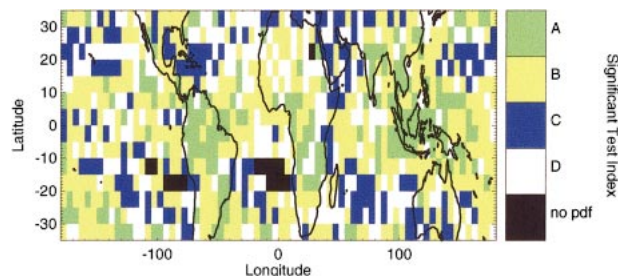 30
20
10
0
-10
-20
-30
Latitude
-100
0
100
Longitude
A
B
C
D
no pdf
Significant Test Index